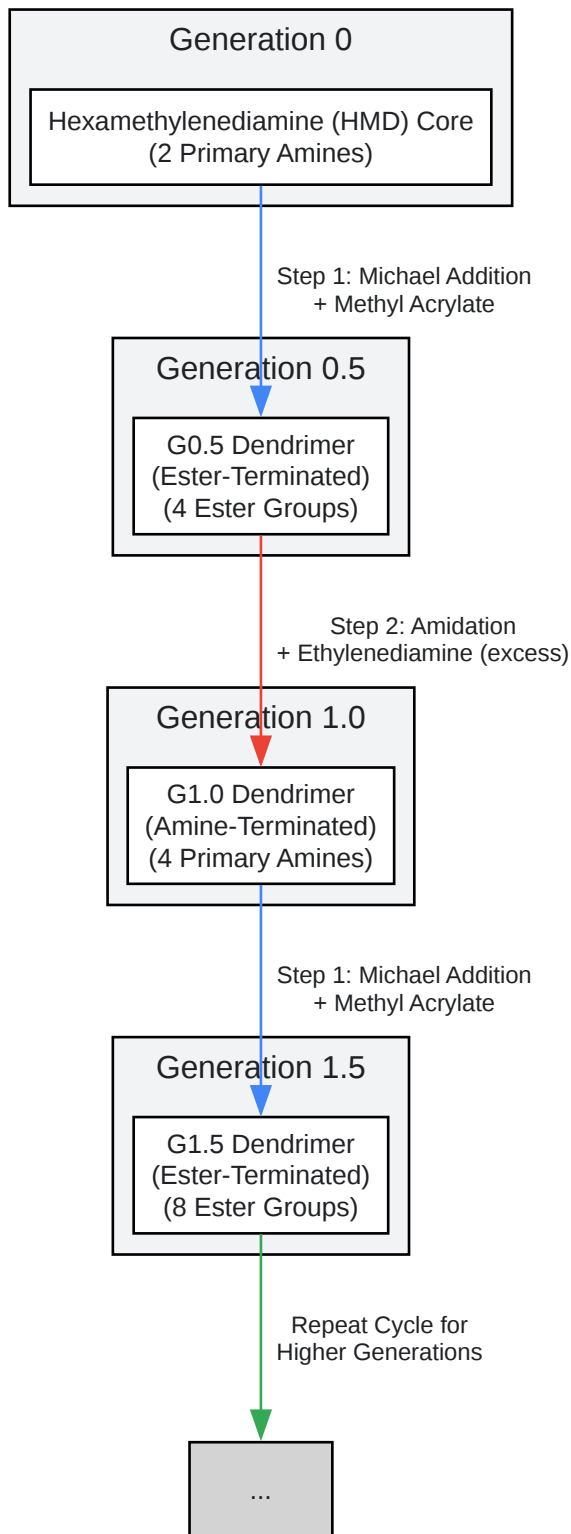 Generation 0
Hexamethylenediamine (HMD) Core
(2 Primary Amines)
Step 1: Michael Addition
+ Methyl Acrylate
Generation 0.5
G0.5 Dendrimer
(Ester-Terminated)
(4 Ester Groups)
Step 2: Amidation
+ Ethylenediamine (excess)
Generation 1.0
G1.0 Dendrimer
(Amine-Terminated)
(4 Primary Amines)
Step 1: Michael Addition
+ Methyl Acrylate
Generation 1.5
G1.5 Dendrimer
(Ester-Terminated)
(8 Ester Groups)
Repeat Cycle for
Higher Generations
...